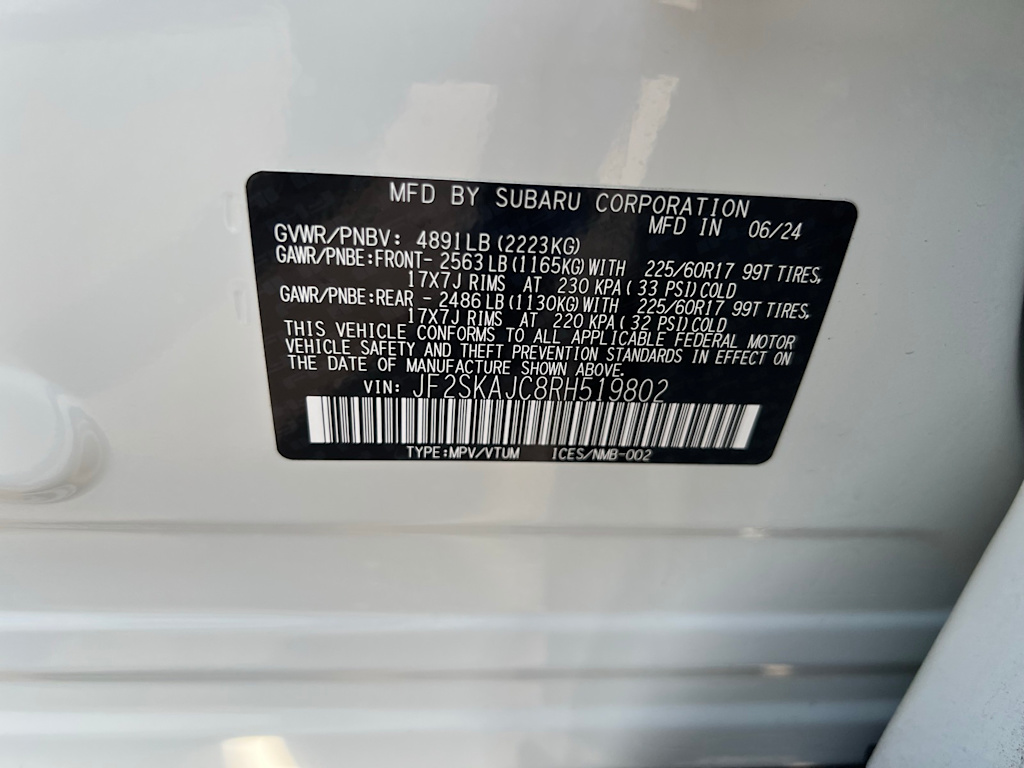 MFD BY SUBARU CORPORATION
MFD IN 06/24
GVWR/PNBV: 4891LB (2223KG)
GAWR/PNBE:FRONT- 2563LB (1165KG) WITH 225/60R17 99T TIRES,
17X7J RIMS AT 230 KPA ( 33 PSI) COLD
GAWR/PNBE:REAR - 2486LB (1130KG) WITH 225/60R17 99T TIRES,
17X7J RIMS AT 220 KPA ( 32 PSI) COLD
THIS VEHICLE CONFORMS TO ALL APPLICABLE FEDERAL MOTOR
VEHICLE SAFETY AND THEFT PREVENTION STANDARDS IN EFFECT ON
THE DATE OF MANUFACTURE SHOWN ABOVE.
VIN: JF2SKAJC8RH519802
TYPE:MPV/VTUM ICES/NMB-002